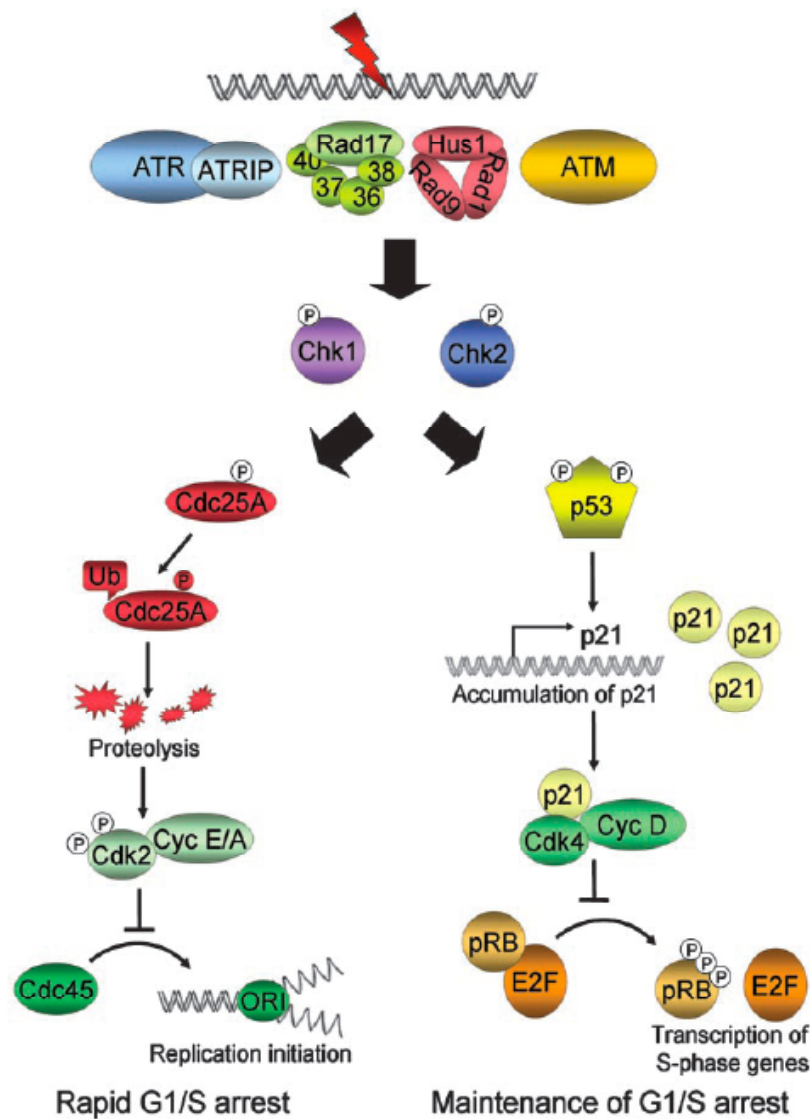 ATR
ATRIP
Rad17
40
38
37
36
Hus1
Rad9
Rad1
ATM
P
Chk1
P
Chk2
P
Cdc25A
P
P
p53
Ub
P
Cdc25A
p21
p21
p21
p21
Accumulation of p21
Proteolysis
P
P
Cdk2
Cyc E/A
p21
Cdk4
Cyc D
Cdc45
ORI
Replication initiation
pRB
E2F
P
P
P
pRB
E2F
Transcription of
S-phase genes
Rapid G1/S arrest
Maintenance of G1/S arrest